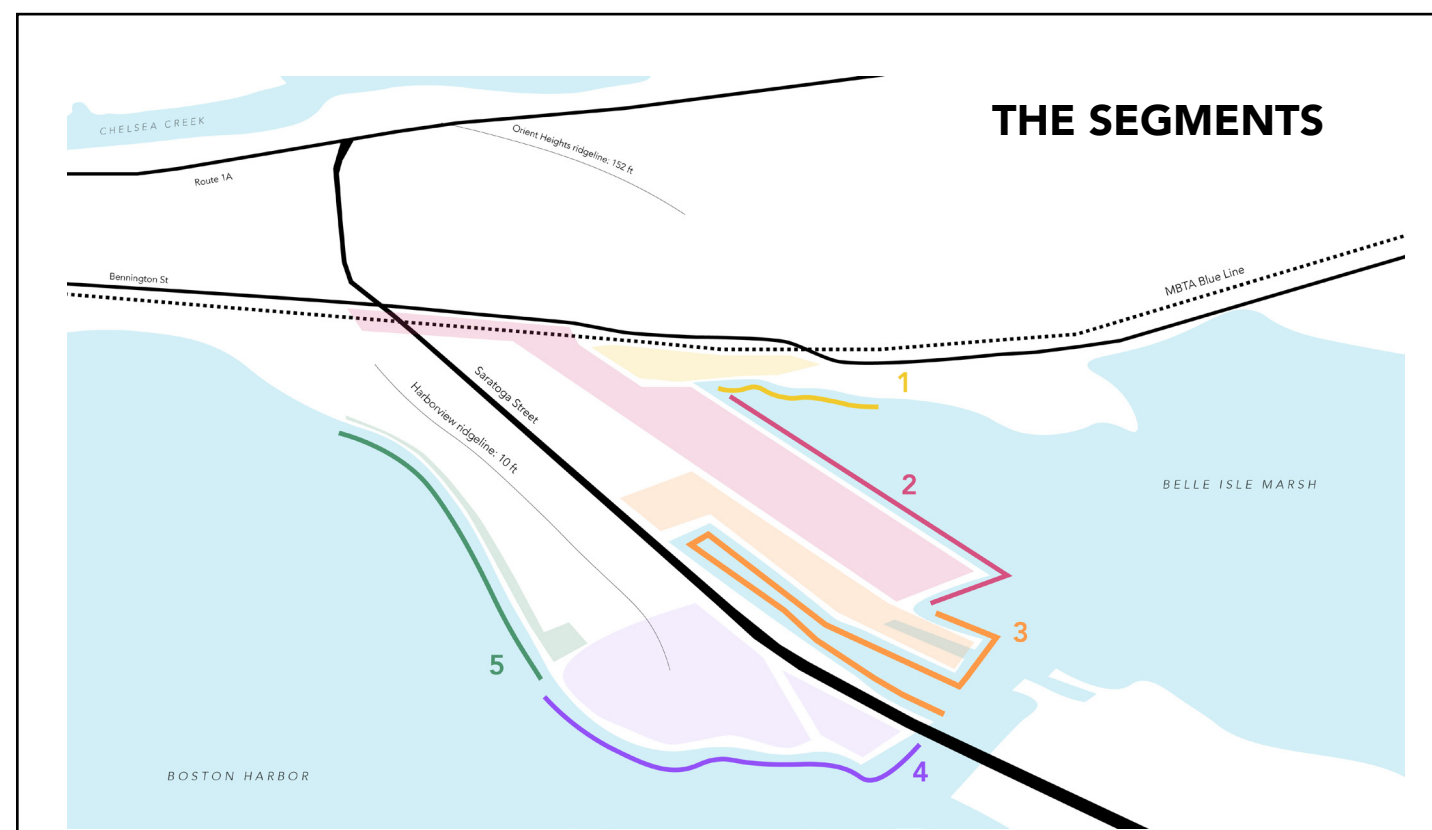 THE SEGMENTS
CHELSEA CREEK
Orient Heights ridgeline: 152 ft
Route 1A
Bennington St
MBTA Blue Line
Saratoga Street
Harborview ridgeline: 10 ft
1
2
BELLE ISLE MARSH
3
5
4
BOSTON HARBOR